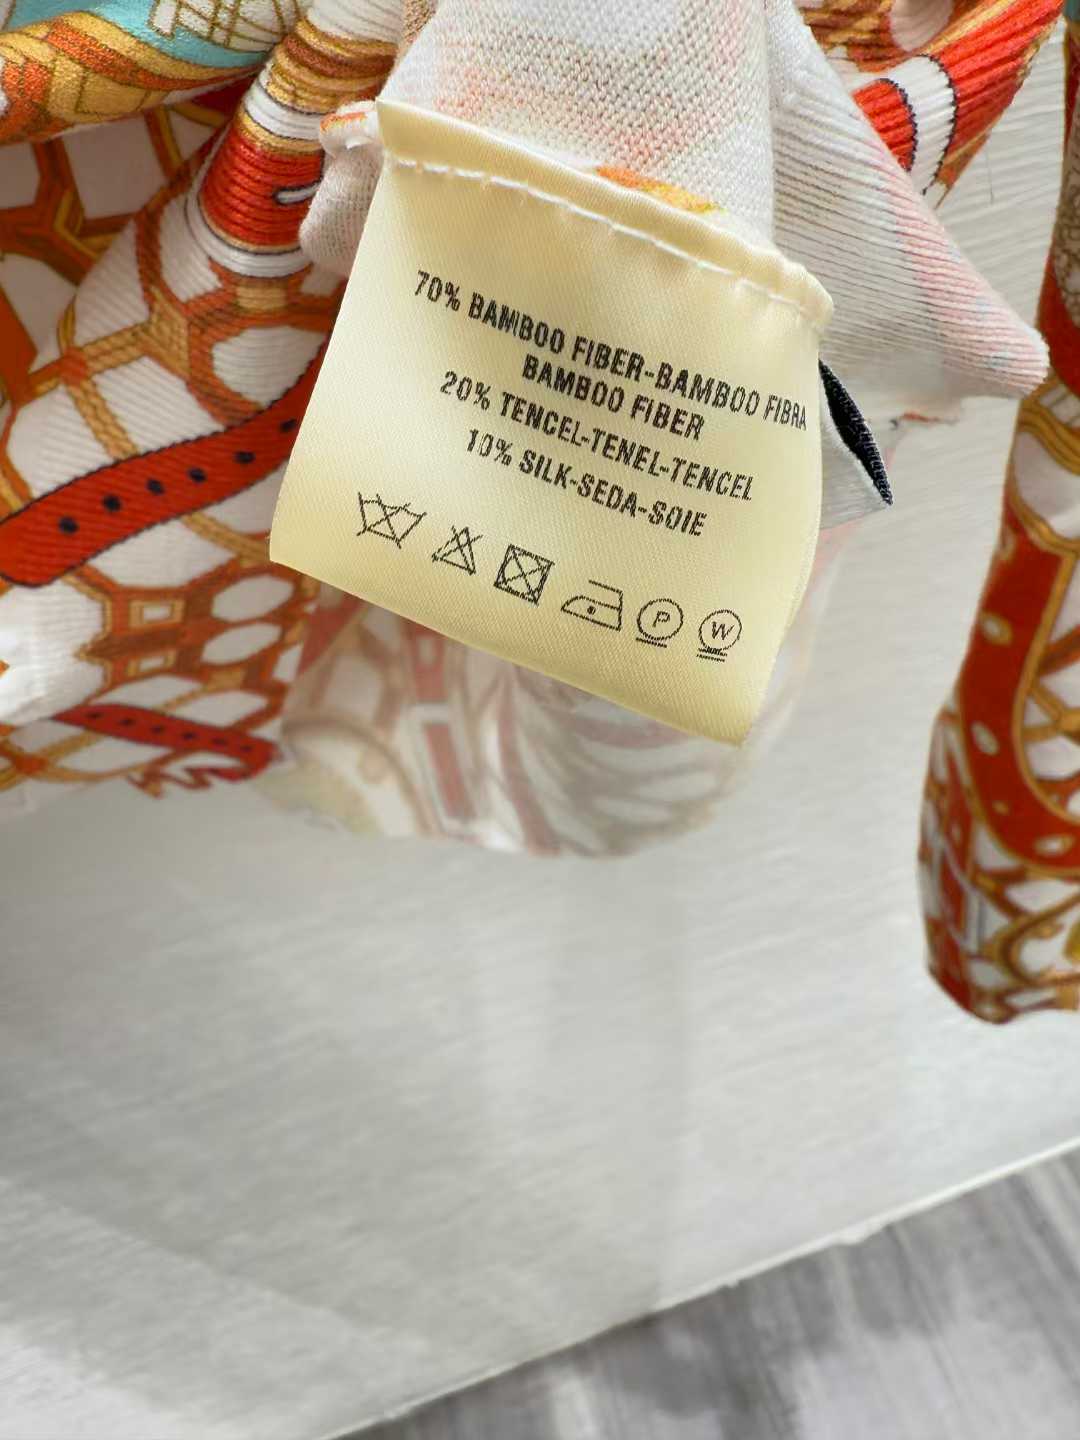 70% BAMBOO FIBER-BAMBOO FIBRA
BAMBOO FIBER
20% TENCEL-TENEL-TENCEL
10% SILK-SEDA-SOIE
P W